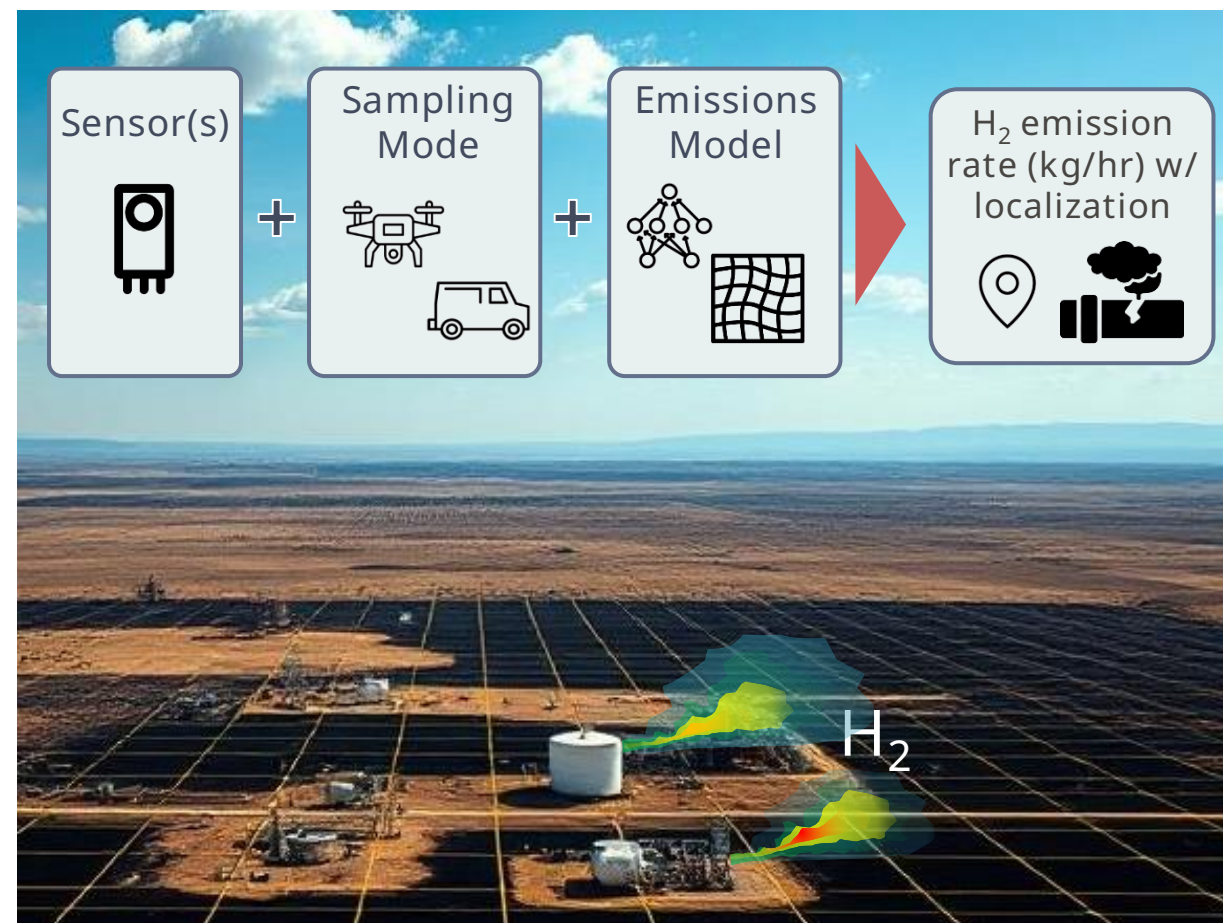 Sensor(s)
+
Sampling
Mode
+
Emissions
Model
H₂ emission
rate (kg/hr) w/
localization
H₂